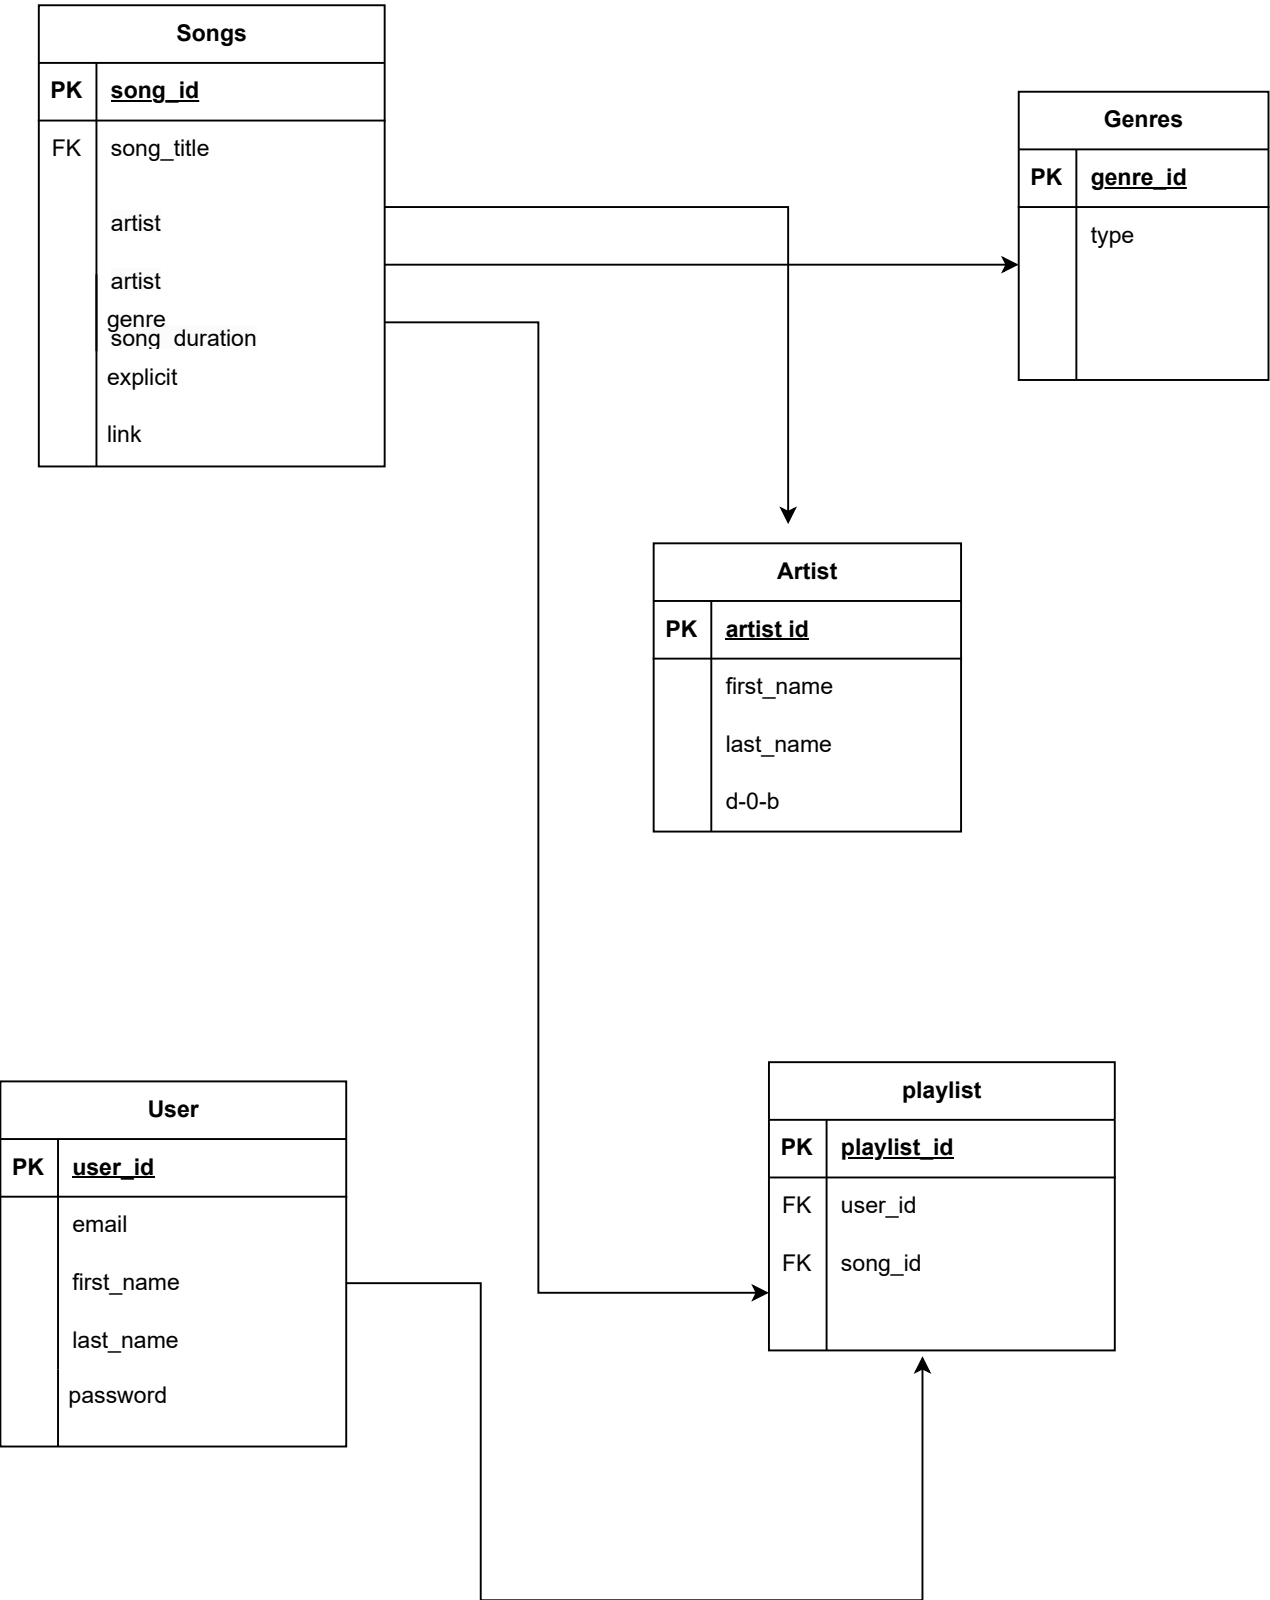 Songs
PK song_id
FK song_title
artist
artist
genre
song_duration
explicit
link
Genres
PK genre_id
type
Artist
PK artist id
first_name
last_name
d-0-b
User
PK user_id
email
first_name
last_name
password
playlist
PK playlist_id
FK user_id
FK song_id